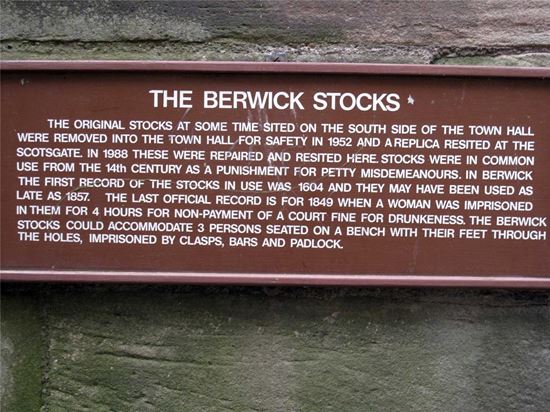 THE BERWICK STOCKS
THE ORIGINAL STOCKS AT SOME TIME SITED ON THE SOUTH SIDE OF THE TOWN HALL
WERE REMOVED INTO THE TOWN HALL FOR SAFETY IN 1952 AND A REPLICA RESITED AT THE
SCOTSGATE. IN 1988 THESE WERE REPAIRED AND RESITED HERE. STOCKS WERE IN COMMON
USE FROM THE 14th CENTURY AS A PUNISHMENT FOR PETTY MISDEMEANOURS. IN BERWICK
THE FIRST RECORD OF THE STOCKS IN USE WAS 1604 AND THEY MAY HAVE BEEN USED AS
LATE AS 1857. THE LAST OFFICIAL RECORD IS FOR 1849 WHEN A WOMAN WAS IMPRISONED
IN THEM FOR 4 HOURS FOR NON-PAYMENT OF A COURT FINE FOR DRUNKENESS. THE BERWICK
STOCKS COULD ACCOMMODATE 3 PERSONS SEATED ON A BENCH WITH THEIR FEET THROUGH
THE HOLES, IMPRISONED BY CLASPS, BARS AND PADLOCK.